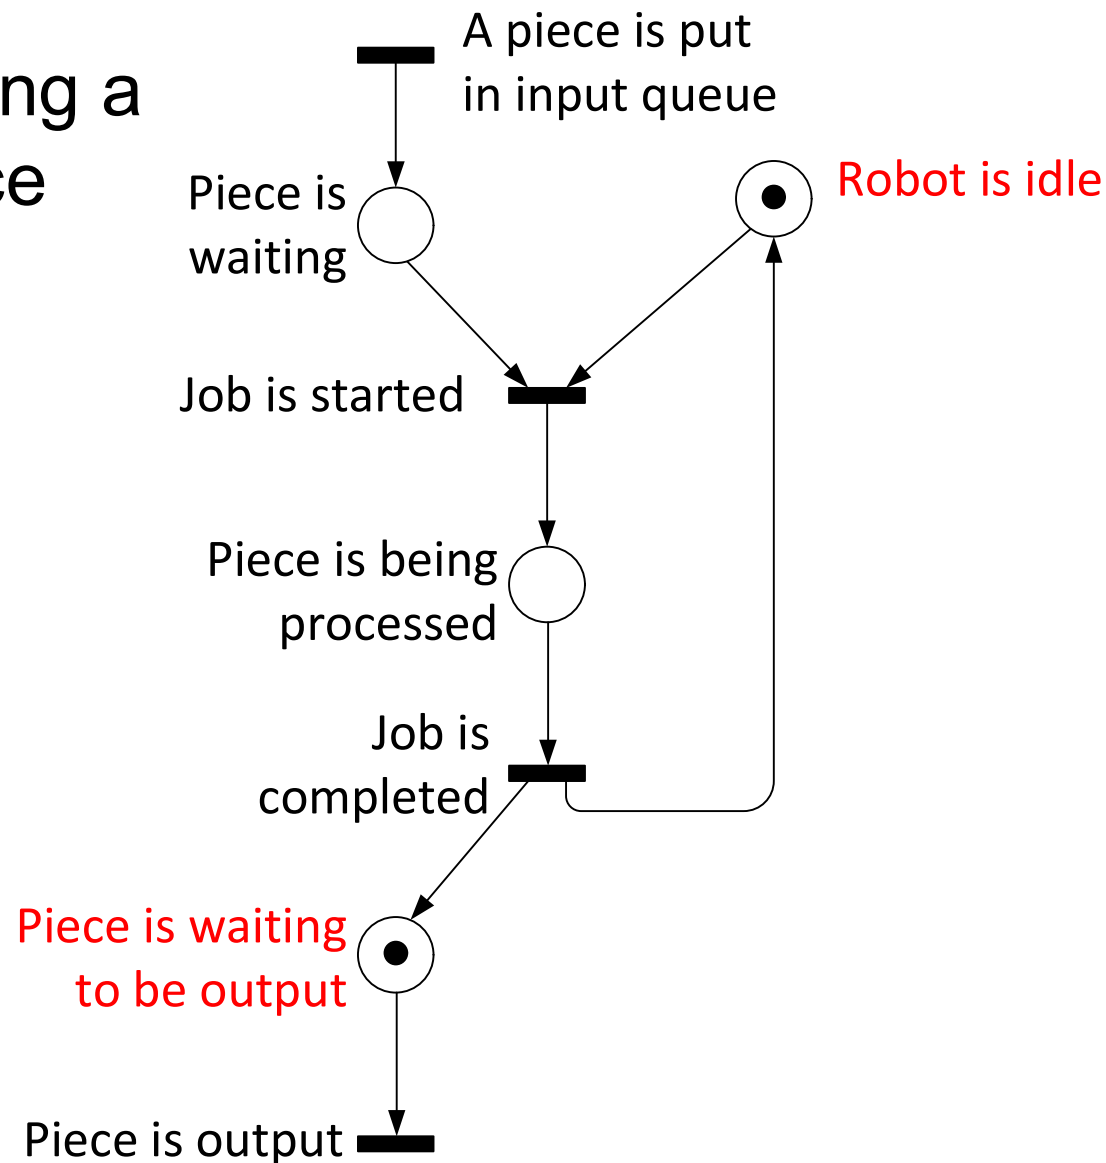 A piece is put
in input queue
ng a
ce
Robot is idle
Piece is
waiting
Job is started
Piece is being
processed
Job is
completed
Piece is waiting
to be output
Piece is output